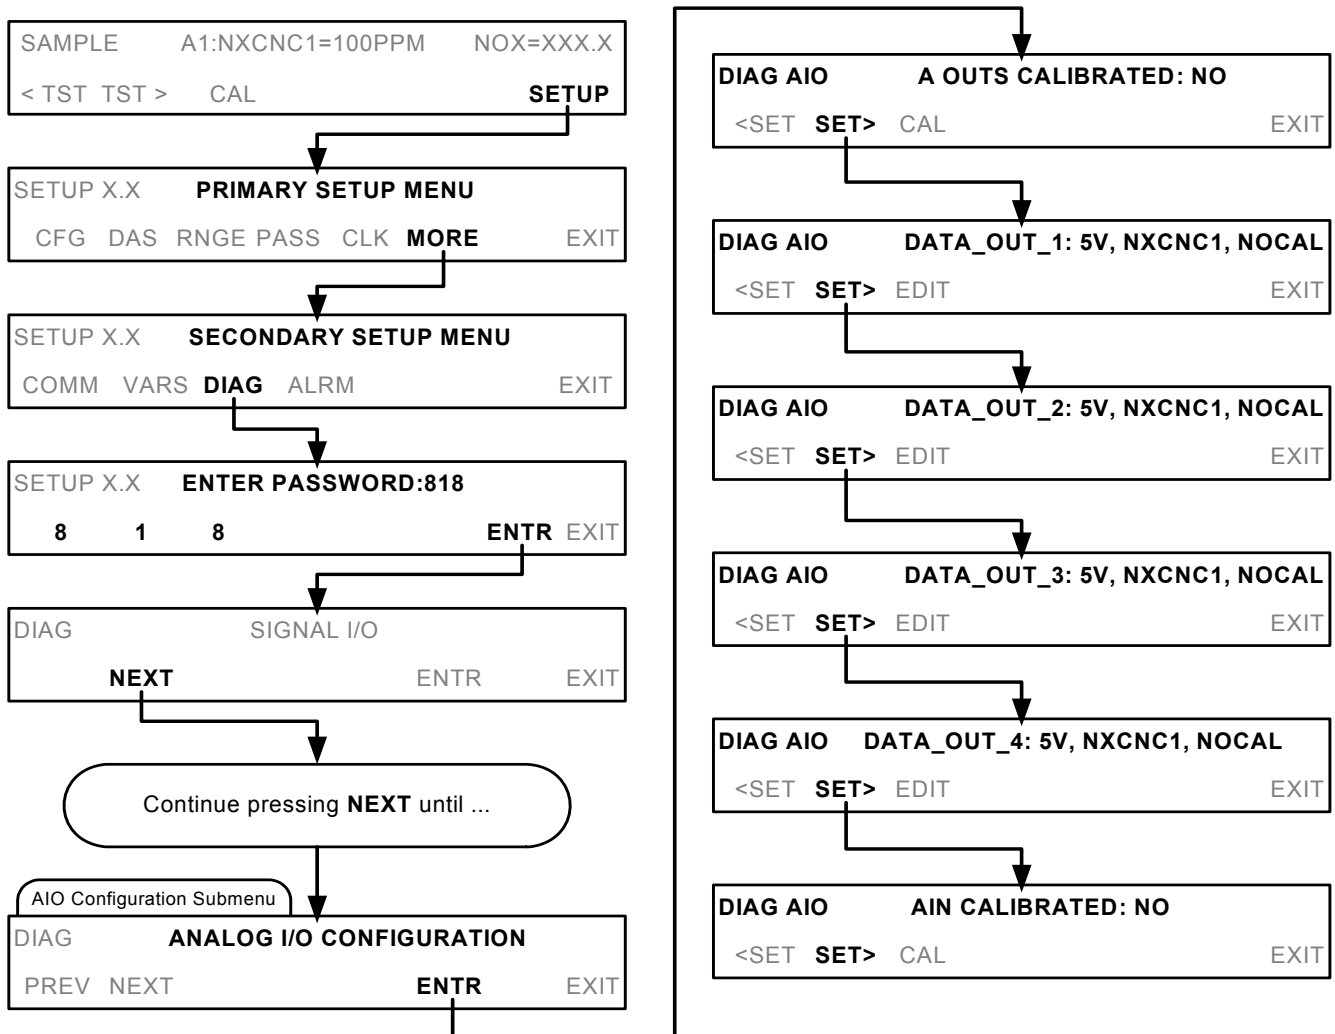 SAMPLE A1:NXCNC1=100PPM NOX=XXX.X
< TST TST > CAL SETUP
SETUP X.X PRIMARY SETUP MENU
CFG DAS RNGE PASS CLK MORE EXIT
SETUP X.X SECONDARY SETUP MENU
COMM VARS DIAG ALRM EXIT
SETUP X.X ENTER PASSWORD:818
8 1 8 ENTR EXIT
DIAG SIGNAL I/O
NEXT ENTR EXIT
Continue pressing NEXT until ...
AIO Configuration Submenu
DIAG ANALOG I/O CONFIGURATION
PREV NEXT ENTR EXIT
DIAG AIO A OUTS CALIBRATED: NO
<SET SET> CAL EXIT
DIAG AIO DATA_OUT_1: 5V, NXCNC1, NOCAL
<SET SET> EDIT EXIT
DIAG AIO DATA_OUT_2: 5V, NXCNC1, NOCAL
<SET SET> EDIT EXIT
DIAG AIO DATA_OUT_3: 5V, NXCNC1, NOCAL
<SET SET> EDIT EXIT
DIAG AIO DATA_OUT_4: 5V, NXCNC1, NOCAL
<SET SET> EDIT EXIT
DIAG AIO AIN CALIBRATED: NO
<SET SET> CAL EXIT